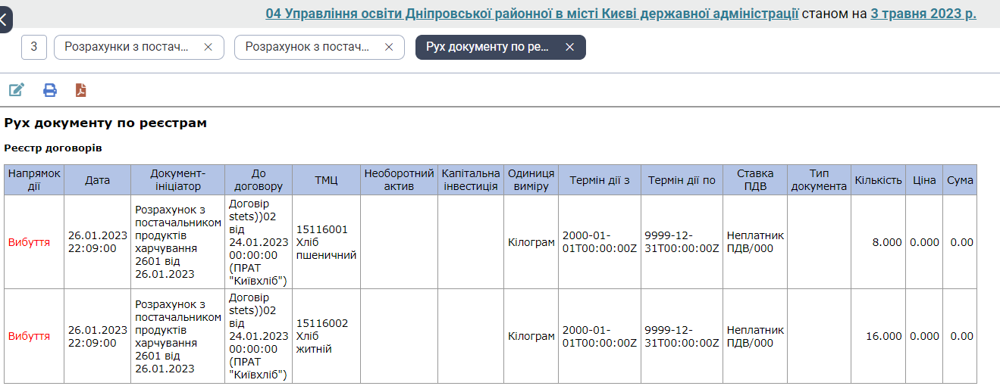 04 Управління освіти Дніпровської районної в місті Києві державної адміністрації станом на 3 травня 2023 р.
3 Розрахунки з постач... Розрахунок з постач... Рух документу по ре...
Рух документу по реєстрам
Реєстр договорів
Напрямок дії Дата Документ-ініціатор До договору ТМЦ Необоротний актив Капітальна інвестиція Одиниця виміру Термін дії з Термін дії по Ставка ПДВ Тип документа Кількість Ціна Сума
Вибуття 26.01.2023 22:09:00 Розрахунок з постачальником продуктів харчування 2601 від 26.01.2023 Договір stets))02 від 24.01.2023 00:00:00 (ПРАТ "Київхліб") 15116001 Хліб пшеничний Кілограм 2000-01-01T00:00:00Z 9999-12-31T00:00:00Z Неплатник ПДВ/000 8.000 0.000 0.00
Вибуття 26.01.2023 22:09:00 Розрахунок з постачальником продуктів харчування 2601 від 26.01.2023 Договір stets))02 від 24.01.2023 00:00:00 (ПРАТ "Київхліб") 15116002 Хліб житній Кілограм 2000-01-01T00:00:00Z 9999-12-31T00:00:00Z Неплатник ПДВ/000 16.000 0.000 0.00